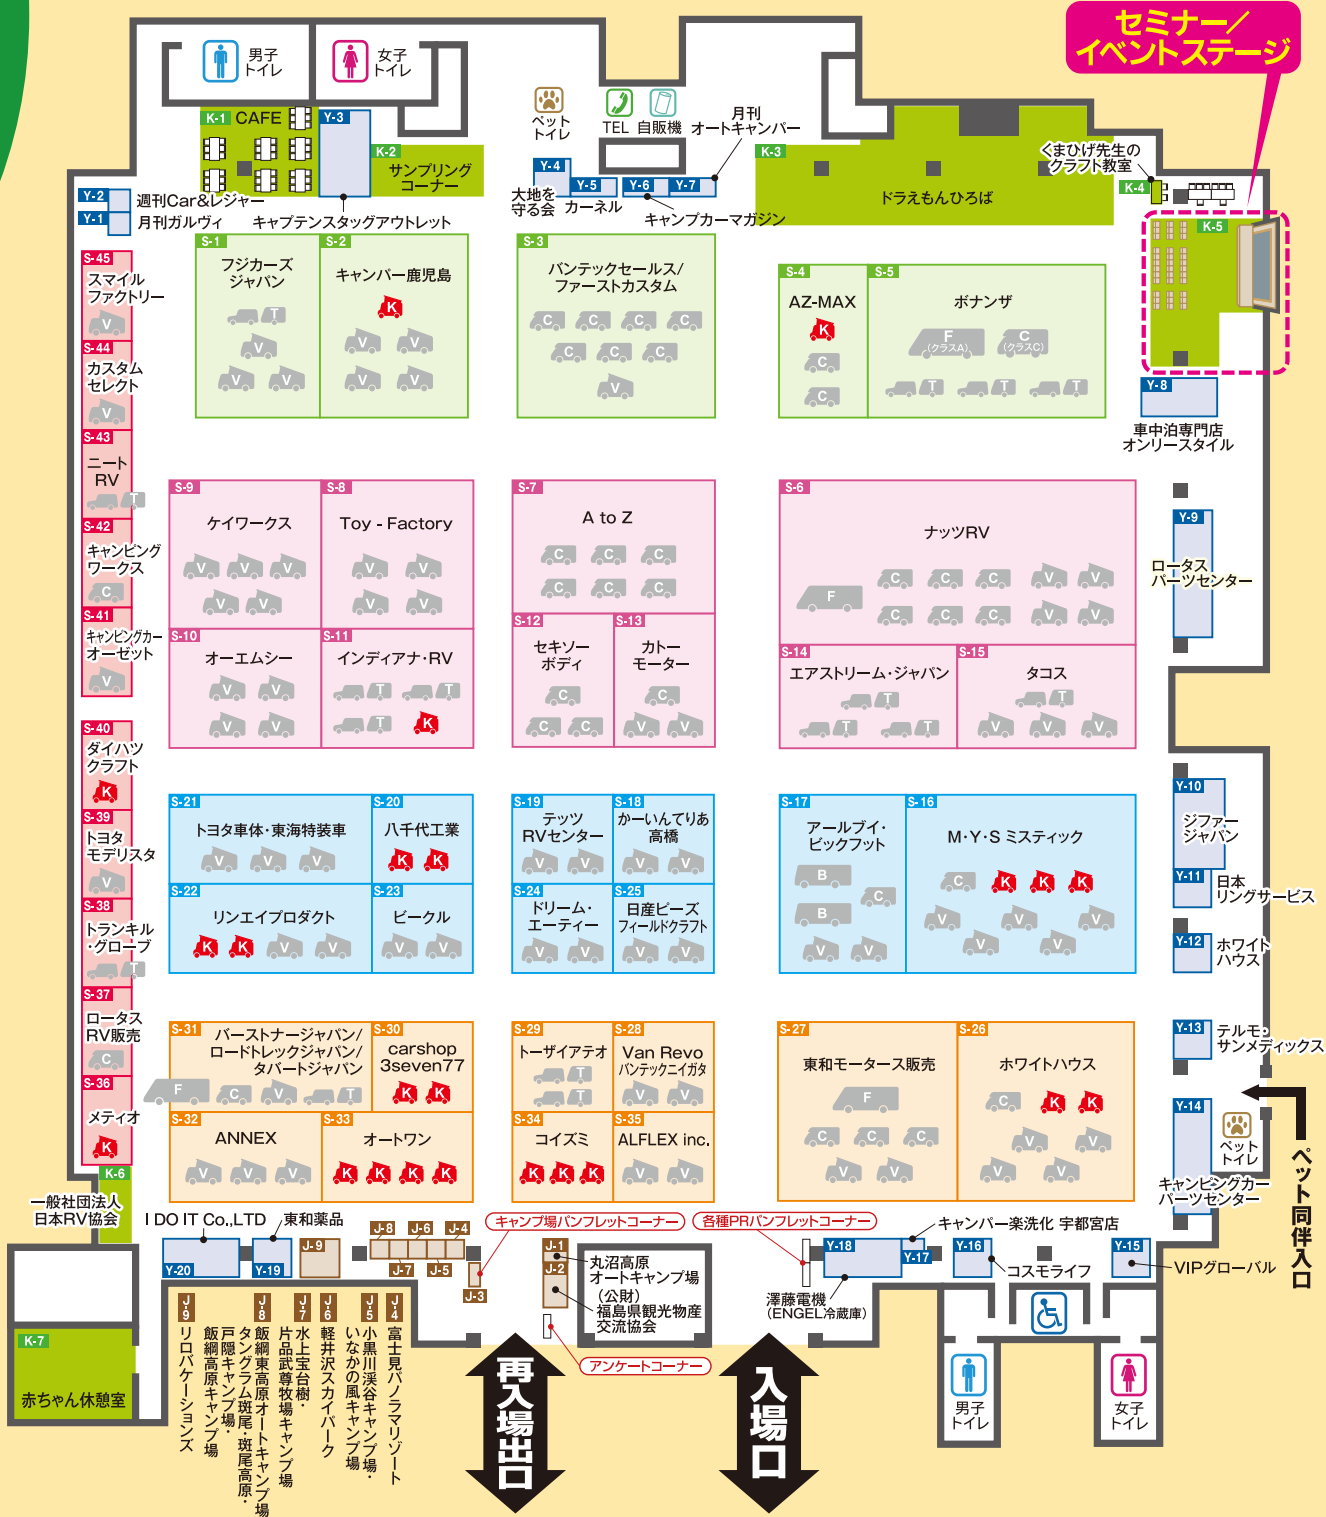 セミナー／
イベントステージ
男子
トイレ
女子
トイレ
K-1 CAFE
Y-3
K-2
サンプリング
コーナー
ペット
トイレ
TEL 自販機
月刊
オートキャンパー
Y-4
Y-5
Y-6
Y-7
大地を
守る会
カーネル
キャンプカーマガジン
K-3
ドラえもんひろば
くまひげ先生の
クラフト教室
K-4
K-5
Y-2
週刊Car&レジャー
Y-1
月刊ガルヴィ
キャプテンスタッグアウトレット
S-45
スマイル
ファクトリー
V
S-44
カスタム
セレクト
V
S-43
ニート
RV
T
S-42
キャンピング
ワークス
C
S-41
キャンピングカー
オーゼット
V
S-40
ダイハツ
クラフト
K
S-39
トヨタ
モデリスタ
V
S-38
トランキル
・グローブ
T
S-37
ロータス
RV販売
C
S-36
メティオ
K
S-1
フジカーズ
ジャパン
T
V
V V
S-2
キャンパー鹿児島
K
V V
V V
S-3
バンテックセールス/
ファーストカスタム
C C C C
C C C
V
S-4
AZ-MAX
K
C
C
S-5
ボナンザ
F
(クラスA)
C
(クラスC)
T T T
Y-8
車中泊専門店
オンリースタイル
S-9
ケイワークス
V V V
V V
S-8
Toy - Factory
V V
V V
S-7
A to Z
C C C
C C C
S-6
ナッツRV
F
C C C V V
C C C V V
Y-9
ロータス
パーツセンター
S-10
オーエムシー
V V
V V
S-11
インディアナ・RV
T T
T K
S-12
セキソー
ボディ
C
C C
S-13
カトー
モーター
C
V V
S-14
エアストリーム・ジャパン
T
T T
S-15
タコス
T
V V V
S-21
トヨタ車体・東海特装車
V V V
S-20
八千代工業
K K
S-19
テッツ
RVセンター
V V
S-18
かーいんてりあ
高橋
V V
S-17
アールブイ・
ビックフット
B
C
B
V V
S-16
M・Y・S ミスティック
C K K K
V V V
V V
Y-10
ジファー
ジャパン
Y-11
日本
リングサービス
Y-12
ホワイト
ハウス
S-22
リンエイプロダクト
K K V V
S-23
ビークル
V V
S-24
ドリーム・
エーティー
V V
S-25
日産ピーズ
フィールドクラフト
V V
S-31
バーストナージャパン/
ロードトレックジャパン/
タバートジャパン
F C V T
S-30
carshop
3seven77
K K
S-29
トーザイアテオ
T
T
S-28
Van Revo
バンテックニイガタ
V V
S-27
東和モータース販売
F
C C C
V V
S-26
ホワイトハウス
C K K
V V
V V
Y-13
テルモ・
サンメディックス
Y-14
ペット
トイレ
キャンピングカー
パーツセンター
ペット同伴入口
S-32
ANNEX
V V V
S-33
オートワン
K K K K
S-34
コイズミ
K K K
S-35
ALFLEX inc.
V V
K-6
一般社団法人
日本RV協会
I DO IT Co.,LTD
Y-20
東和薬品
Y-19
J-9
J-8
J-6
J-4
J-7
J-5
キャンプ場パンフレットコーナー
J-3
J-1
丸沼高原
オートキャンプ場
J-2
(公財)
福島県観光物産
交流協会
アンケートコーナー
各種PRパンフレットコーナー
キャンパー楽洗化 宇都宮店
Y-18
Y-17
澤藤電機
(ENGEL冷蔵庫)
Y-16
コスモライフ
Y-15
VIPグローバル
K-7
赤ちゃん休憩室
J-9
リロバケーションズ
J-8
飯綱東高原オートキャンプ場
タングラム斑尾・斑尾高原・
戸隠キャンプ場・
飯綱高原キャンプ場
J-7
水上宝台樹・
片品武尊牧場キャンプ場
J-6
軽井沢スカイパーク
J-5
小黒川渓谷キャンプ場・
いなかの風キャンプ場
J-4
富士見パノラマリゾート
再入場出口
入場口
男子
トイレ
女子
トイレ